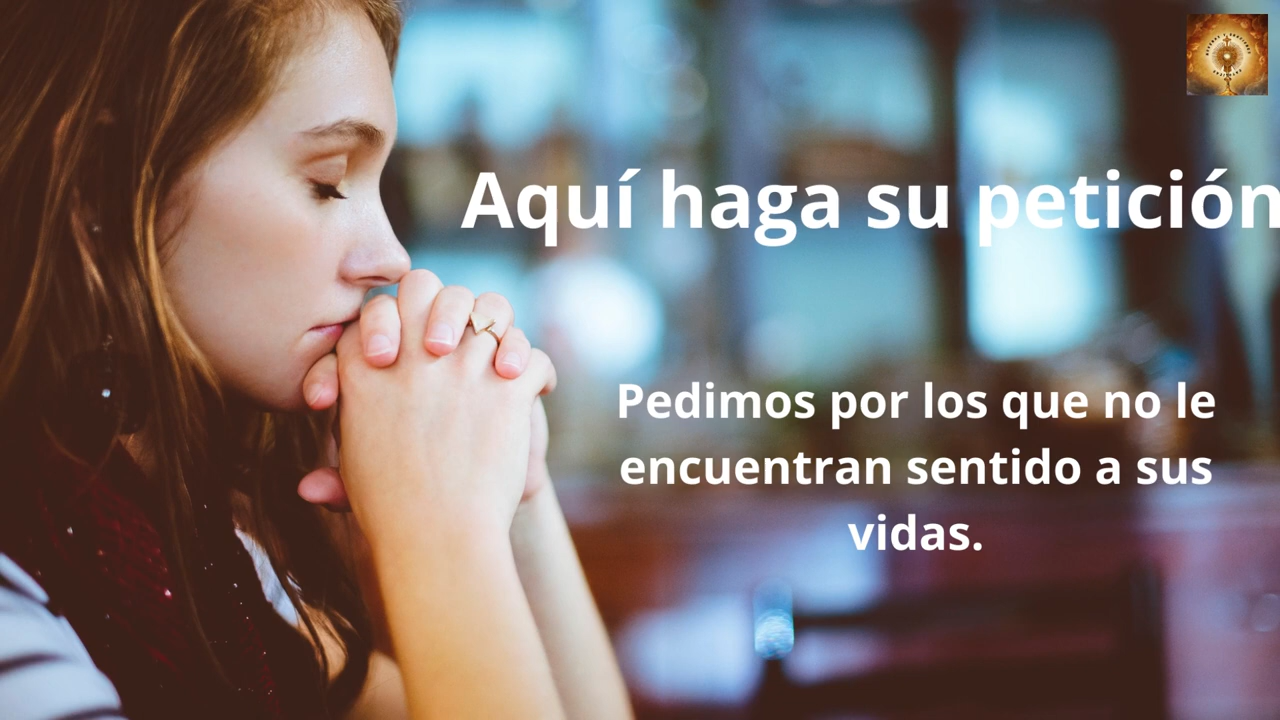 Aquí haga su petición
Pedimos por los que no le
encuentran sentido a sus
vidas.